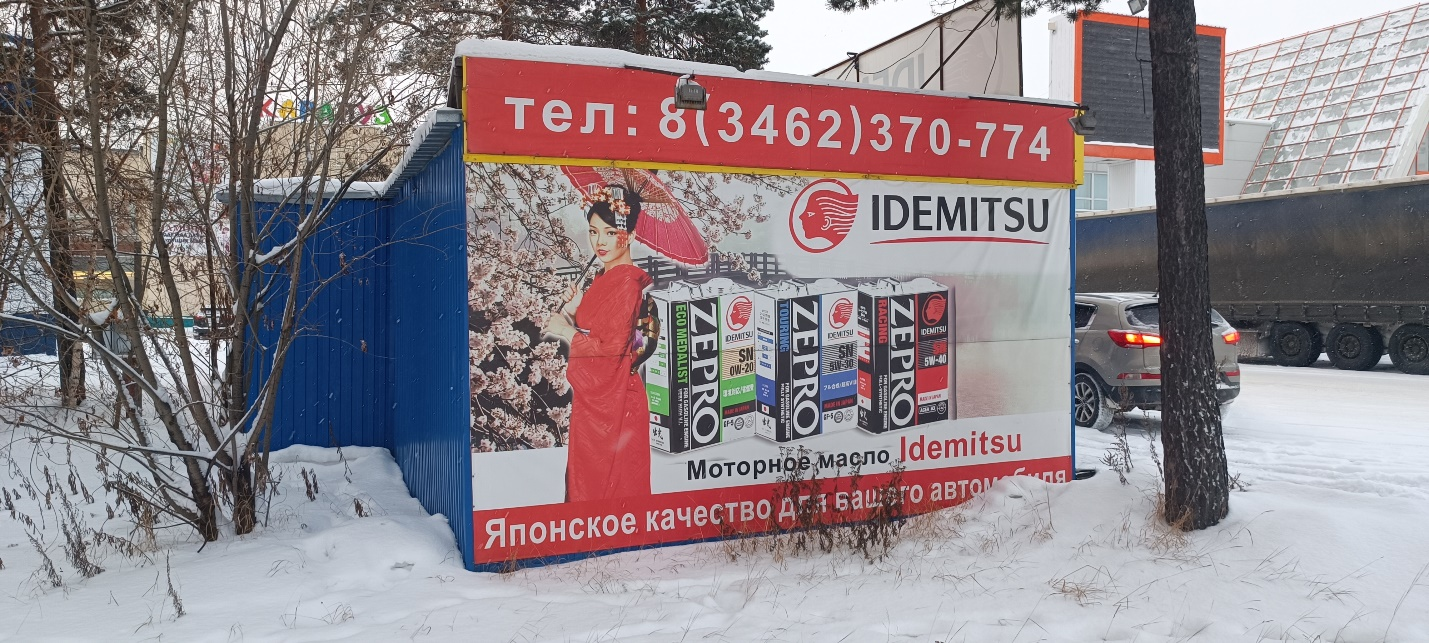 тел: 8(3462)370-774
IDEMITSU
ECO MEDALIST
ZEPRO
IDEMITSU
SN
0W-20
TOURING
ZEPRO
IDEMITSU
SN
5W-30
RACING
ZEPRO
IDEMITSU
SN
5W-40
Моторное масло Idemitsu
Японское качество для вашего автомобиля